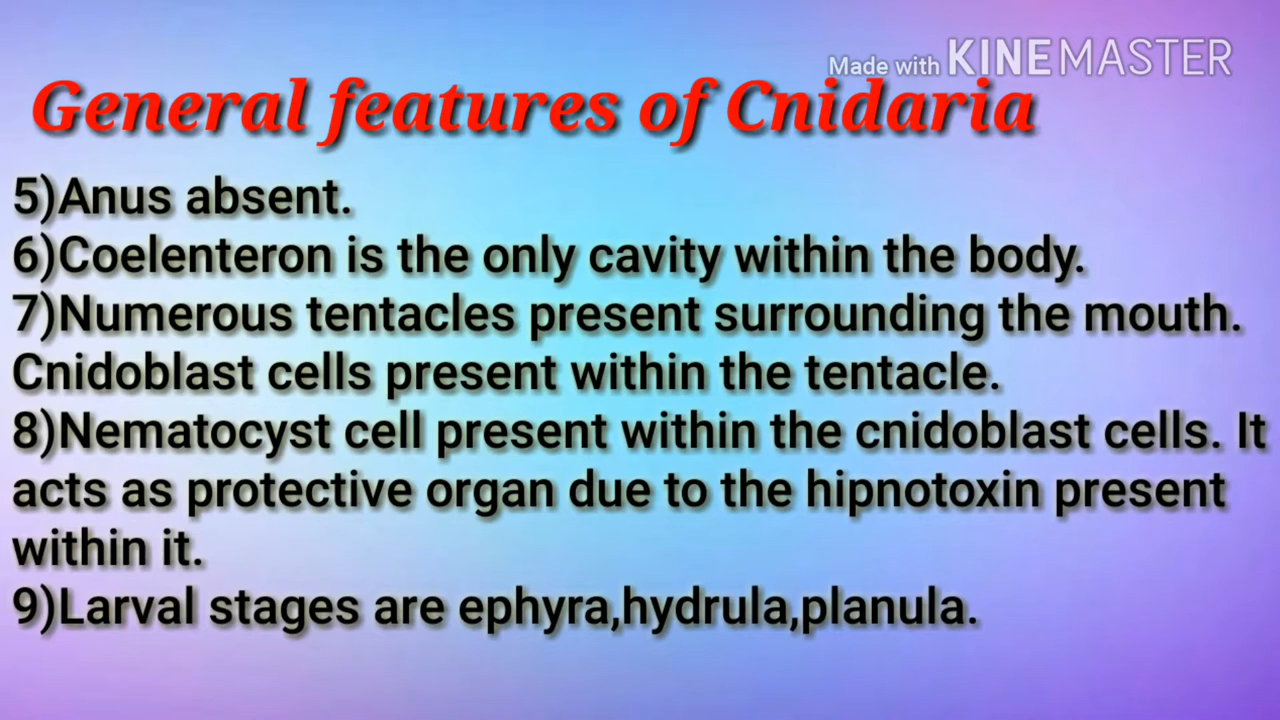 Made with KINEMASTER
General features of Cnidaria
5)Anus absent.
6)Coelenteron is the only cavity within the body.
7)Numerous tentacles present surrounding the mouth.
Cnidoblast cells present within the tentacle.
8)Nematocyst cell present within the cnidoblast cells. It
acts as protective organ due to the hipnotoxin present
within it.
9)Larval stages are ephyra,hydrula,planula.